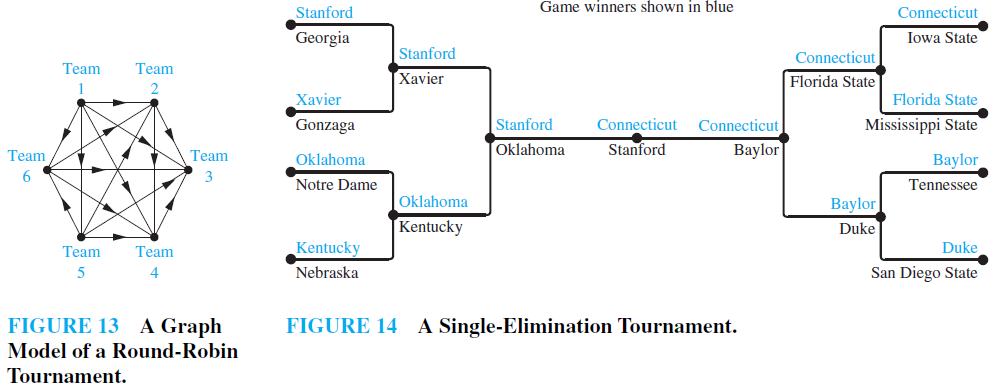 Team
1
Team
2
Team
6
Team
3
Team
5
Team
4
FIGURE 13 A Graph
Model of a Round-Robin
Tournament.
Game winners shown in blue
Stanford
Georgia
Stanford
Xavier
Xavier
Gonzaga
Oklahoma
Notre Dame
Oklahoma
Kentucky
Kentucky
Nebraska
Stanford
Oklahoma
Connecticut
Stanford
Connecticut
Baylor
Connecticut
Iowa State
Connecticut
Florida State
Florida State
Mississippi State
Baylor
Tennessee
Baylor
Duke
Duke
San Diego State
FIGURE 14 A Single-Elimination Tournament.